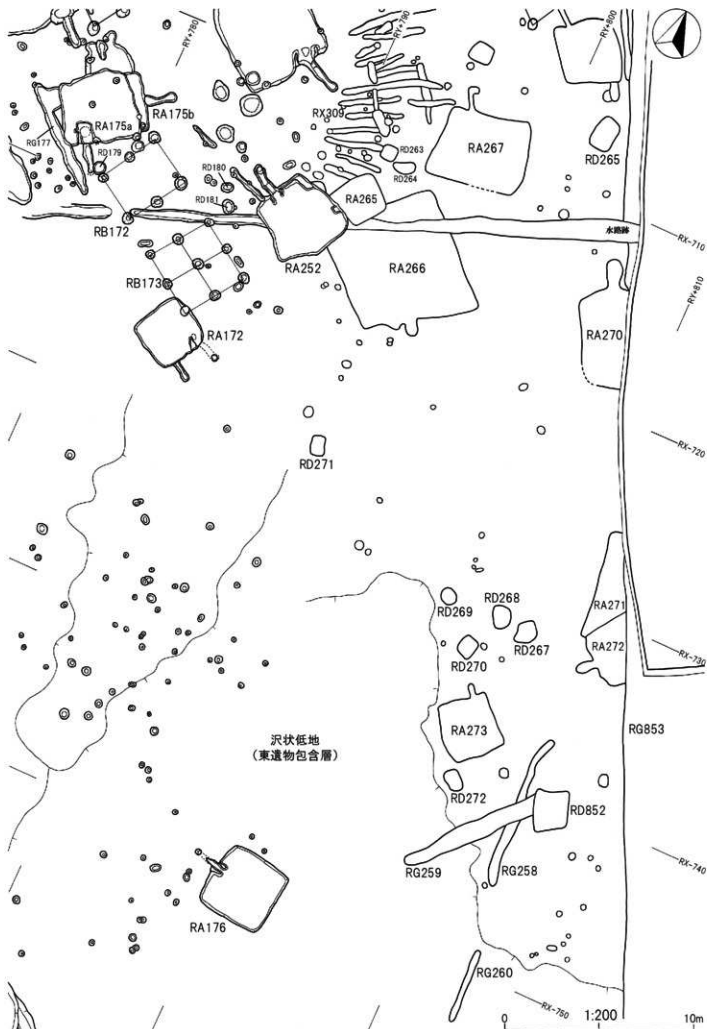 RY+780
RY+790
RY+800
RA175b
RX309
RG177
RA175a
RD179
RD263
RD264
RA267
RD265
RD180
RD181
RA265
RB172
水路跡
RX-710
RA252
RA266
RB173
RY+810
RA172
RA270
RX-720
RD271
RD269
RD268
RA271
RD267
RD270
RA272
RX-730
沢状低地
(東遺物包含層)
RA273
RG853
RD272
RD852
RG259
RG258
RX-740
RA176
RG260
RX-750
1:200
0
10m